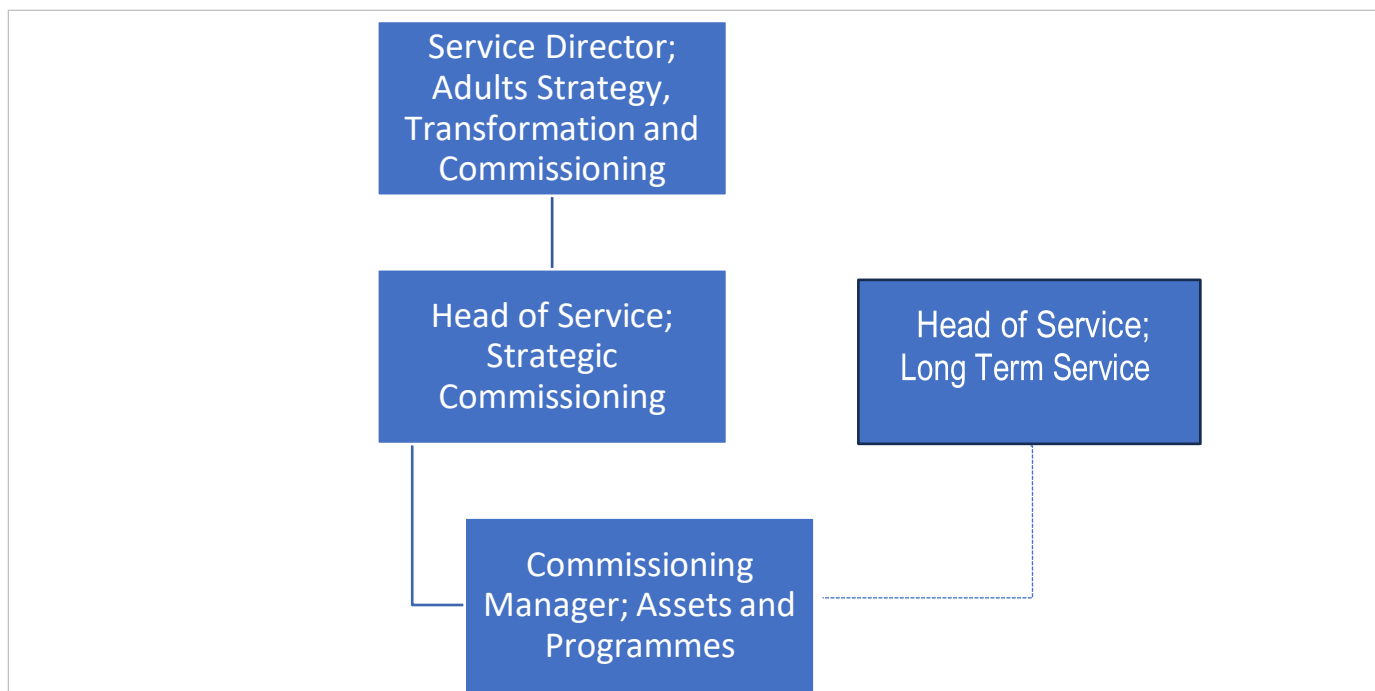 Service Director;
Adults Strategy,
Transformation and
Commissioning
Head of Service;
Strategic
Commissioning
Head of Service;
Long Term Service
Commissioning
Manager; Assets and
Programmes